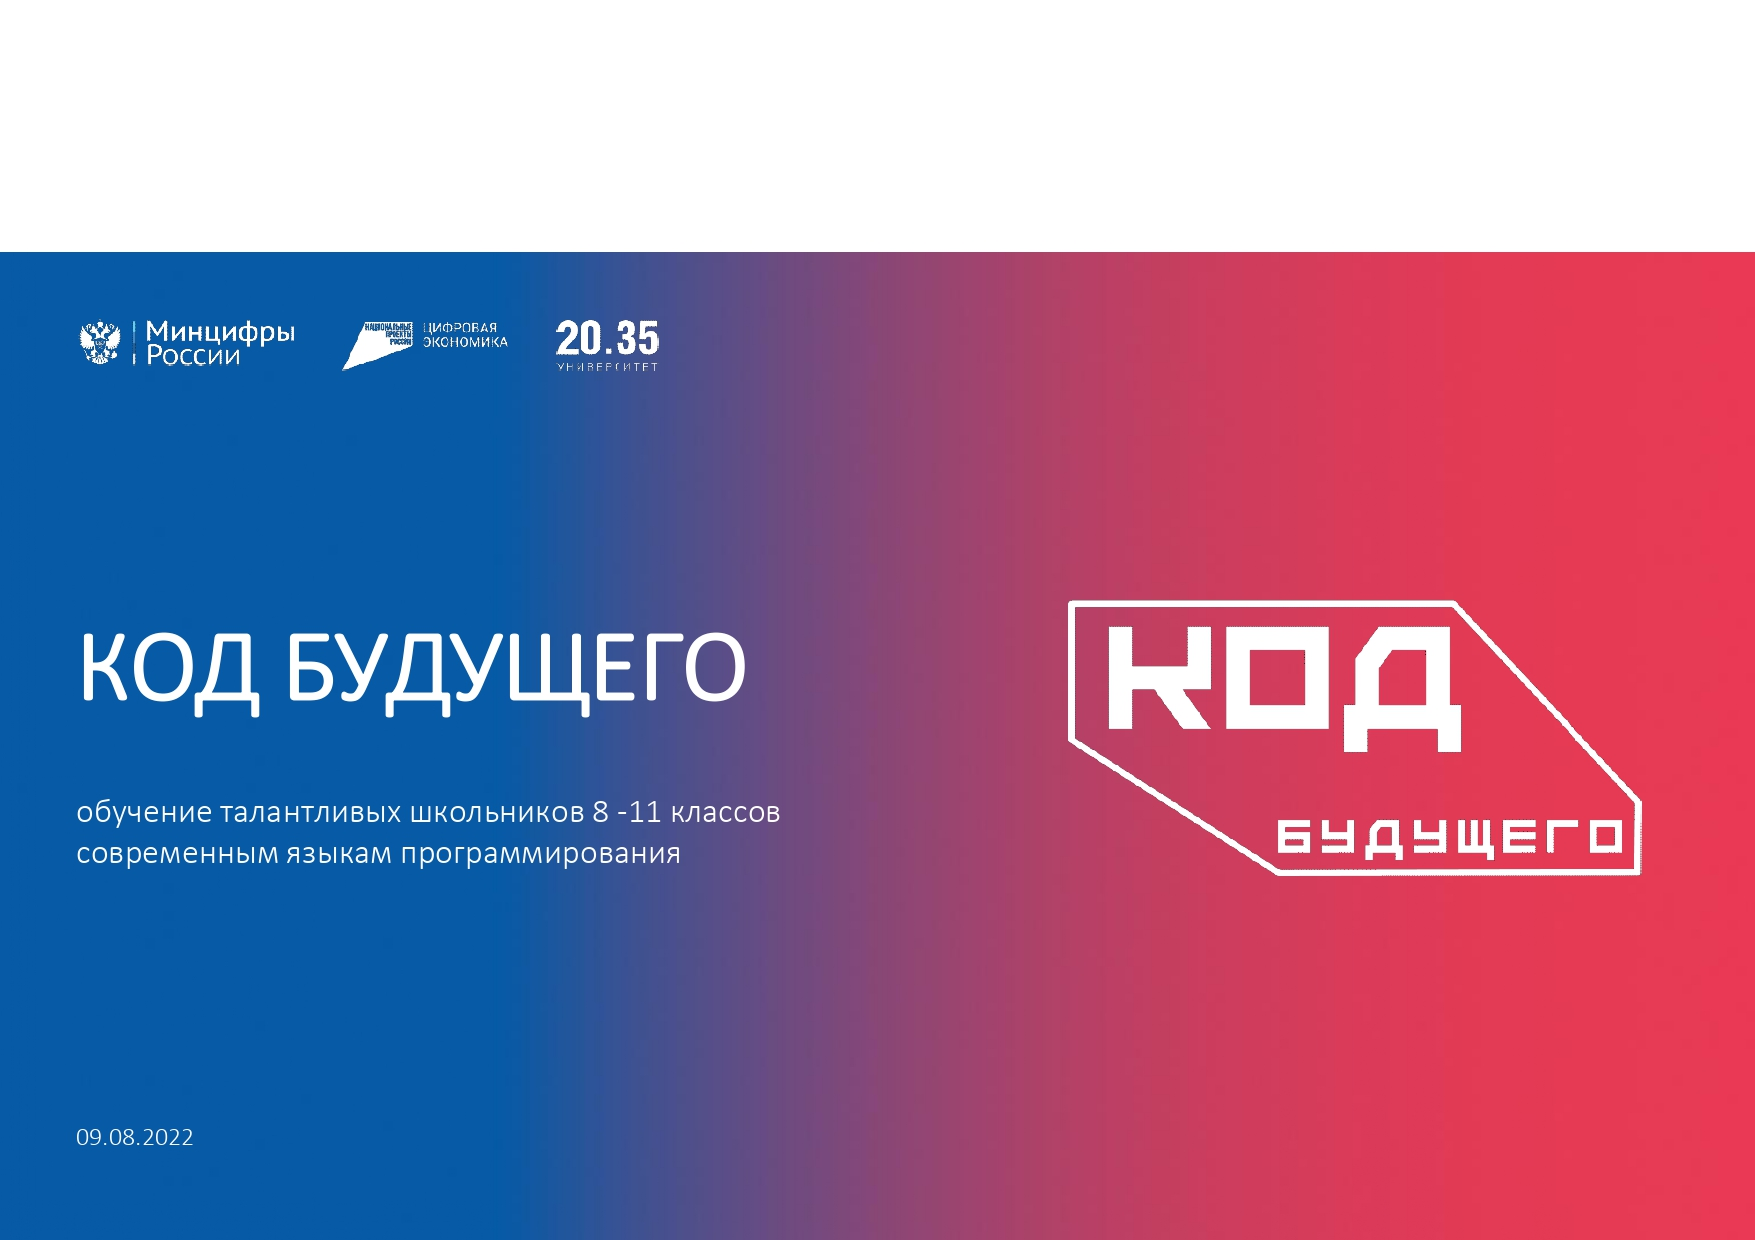 Минцифры
России
НАЦИОНАЛЬНЫЕ
ПРОЕКТЫ
РОССИИ
ЦИФРОВАЯ
ЭКОНОМИКА
20.35
УНИВЕРСИТЕТ
КОД БУДУЩЕГО
обучение талантливых школьников 8 -11 классов
современным языкам программирования
КОД
БУДУЩЕГО
09.08.2022